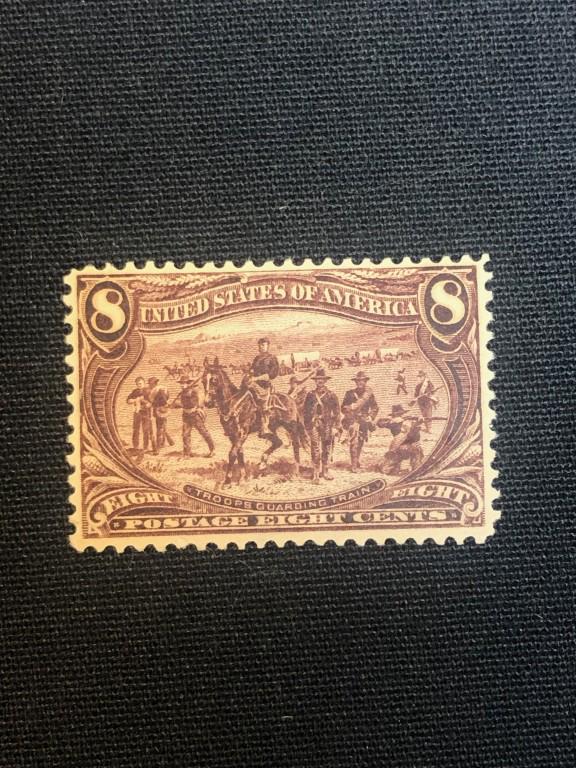 8 UNITED STATES OF AMERICA 8
TROOPS GUARDING TRAIN.
EIGHT EIGHT
POSTAGE EIGHT CENTS